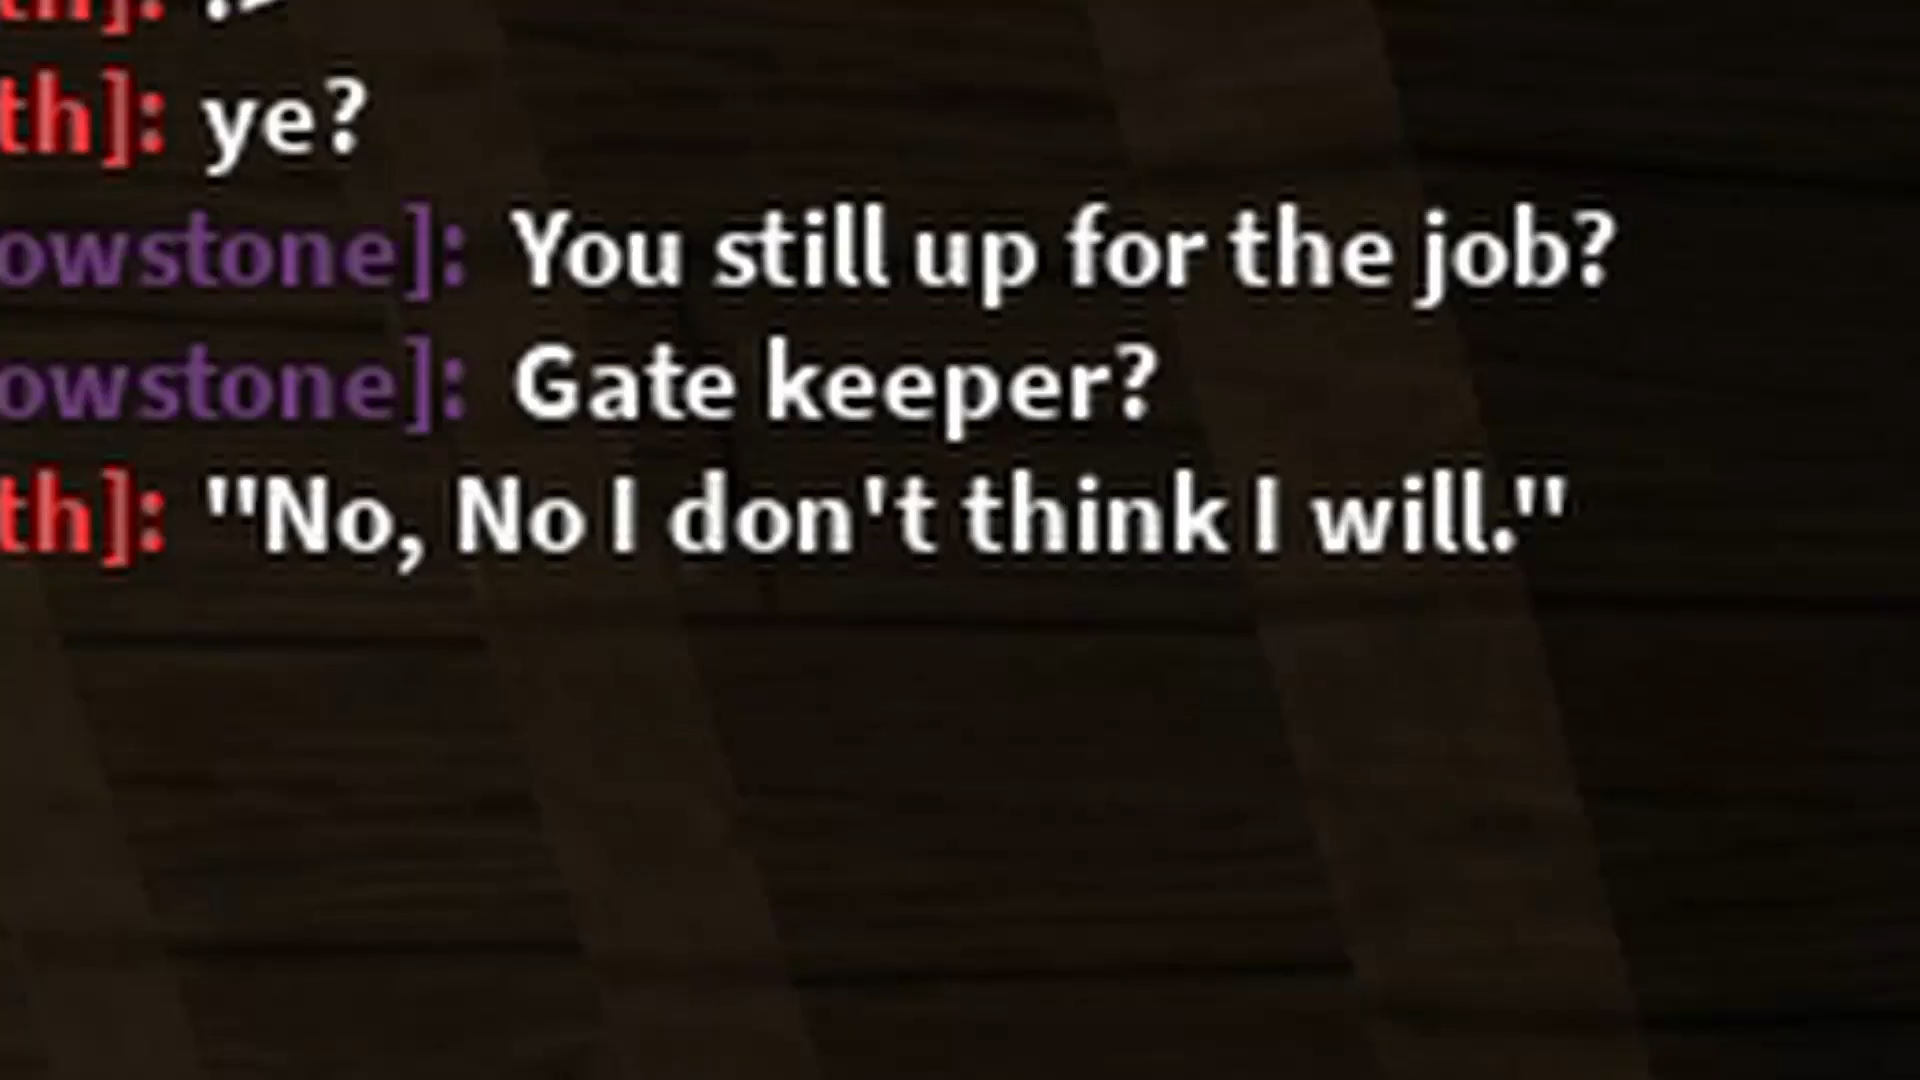 th]: ye?
owstone]: You still up for the job?
owstone]: Gate keeper?
th]: "No, No I don't think I will."